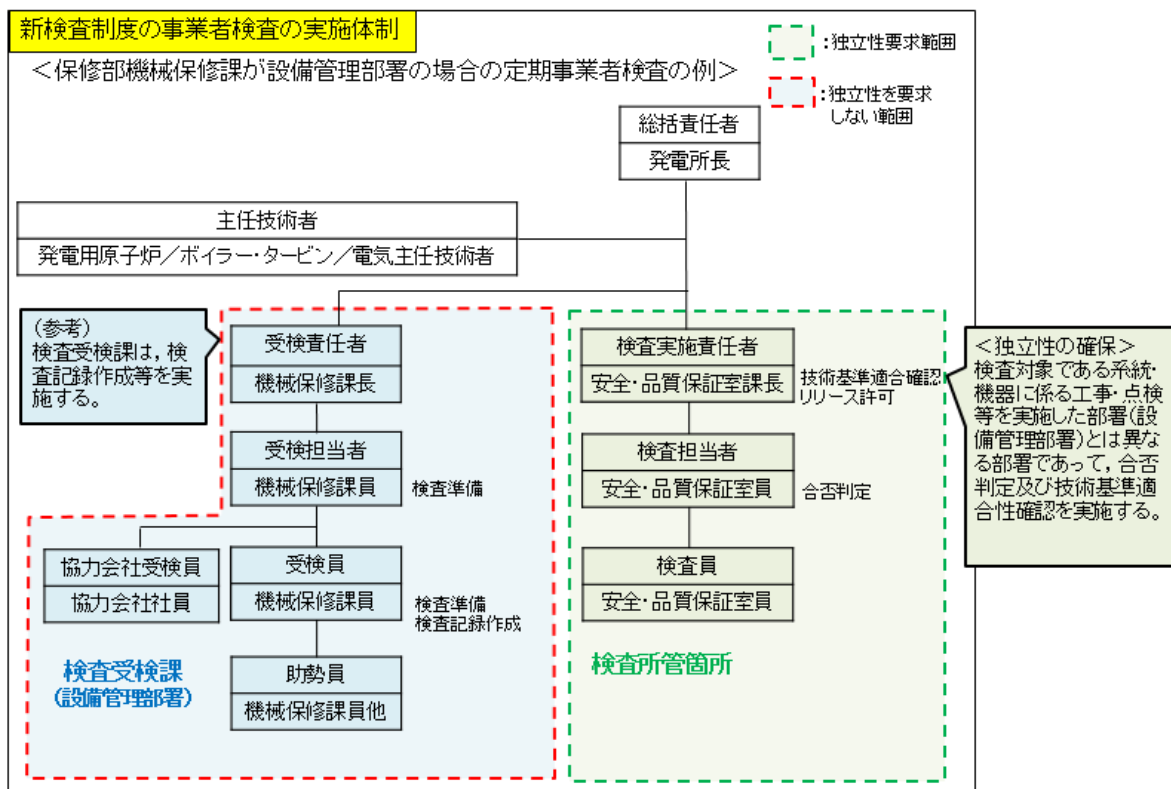 新検査制度の事業者検査の実施体制
＜保修部機械保修課が設備管理部署の場合の定期事業者検査の例＞
：独立性要求範囲
：独立性を要求
しない範囲
総括責任者
発電所長
主任技術者
発電用原子炉／ボイラー・タービン／電気主任技術者
（参考）
検査受検課は，検
査記録作成等を実
施する。
受検責任者
機械保修課長
受検担当者
機械保修課員
検査準備
協力会社受検員
協力会社社員
受検員
機械保修課員
検査準備
検査記録作成
助勢員
機械保修課員他
検査受検課
（設備管理部署）
検査実施責任者
安全・品質保証室課長
技術基準適合確認
リリース許可
検査担当者
安全・品質保証室員
合否判定
検査員
安全・品質保証室員
検査所管箇所
＜独立性の確保＞
検査対象である系統・
機器に係る工事・点検
等を実施した部署（設
備管理部署）とは異な
る部署であって，合否
判定及び技術基準適
合性確認を実施する。